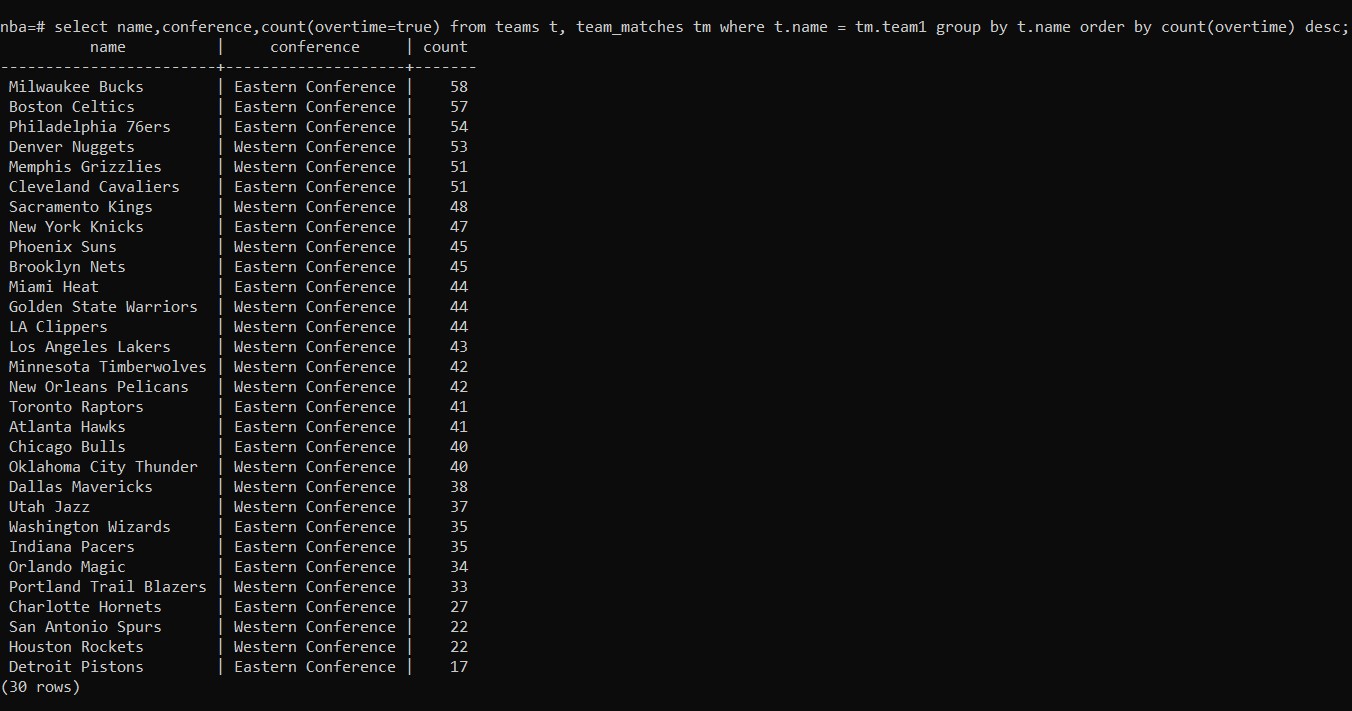 nba=# select name,conference,count(overtime=true) from teams t, team_matches tm where t.name = tm.team1 group by t.name order by count(overtime) desc;
          name          |     conference     | count
------------------------+--------------------+-------
 Milwaukee Bucks        | Eastern Conference |    58
 Boston Celtics         | Eastern Conference |    57
 Philadelphia 76ers     | Eastern Conference |    54
 Denver Nuggets         | Western Conference |    53
 Memphis Grizzlies      | Western Conference |    51
 Cleveland Cavaliers    | Eastern Conference |    51
 Sacramento Kings       | Western Conference |    48
 New York Knicks        | Eastern Conference |    47
 Phoenix Suns           | Western Conference |    45
 Brooklyn Nets          | Eastern Conference |    45
 Miami Heat             | Eastern Conference |    44
 Golden State Warriors  | Western Conference |    44
 LA Clippers            | Western Conference |    44
 Los Angeles Lakers     | Western Conference |    43
 Minnesota Timberwolves | Western Conference |    42
 New Orleans Pelicans   | Western Conference |    42
 Toronto Raptors        | Eastern Conference |    41
 Atlanta Hawks          | Eastern Conference |    41
 Chicago Bulls          | Eastern Conference |    40
 Oklahoma City Thunder  | Western Conference |    40
 Dallas Mavericks       | Western Conference |    38
 Utah Jazz              | Western Conference |    37
 Washington Wizards     | Eastern Conference |    35
 Indiana Pacers         | Eastern Conference |    35
 Orlando Magic          | Eastern Conference |    34
 Portland Trail Blazers | Western Conference |    33
 Charlotte Hornets      | Eastern Conference |    27
 San Antonio Spurs      | Western Conference |    22
 Houston Rockets        | Western Conference |    22
 Detroit Pistons        | Eastern Conference |    17
(30 rows)